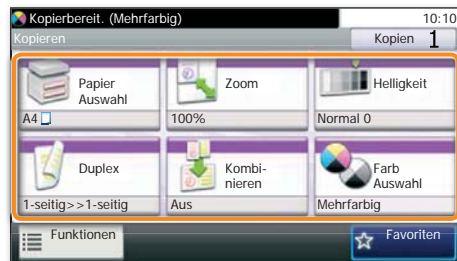 Kopierbereit. (Mehrfarbig) 10:10
Kopieren Kopien 1
Papier Auswahl
A4
Zoom
100%
Helligkeit
Normal 0
Duplex
1-seitig>>1-seitig
Kombi-
nieren
Aus
Farb
Auswahl
Mehrfarbig
Funktionen
Favoriten